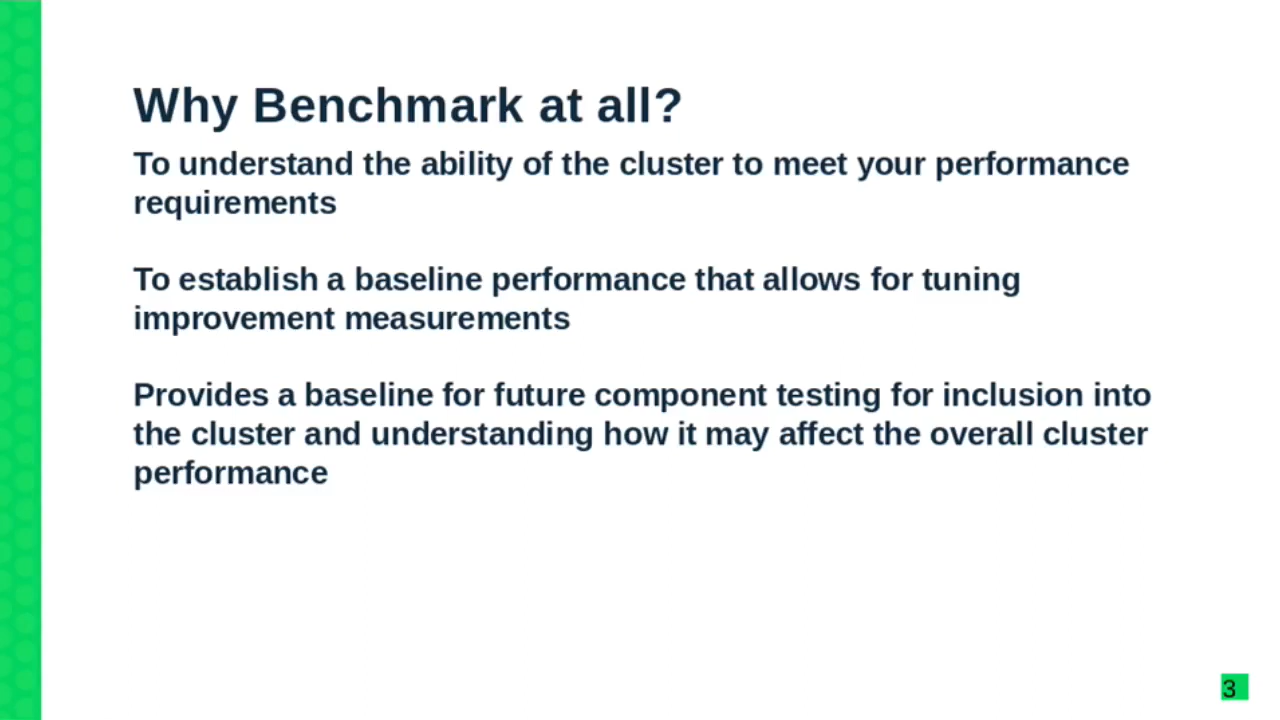 Why Benchmark at all?
To understand the ability of the cluster to meet your performance
requirements
To establish a baseline performance that allows for tuning
improvement measurements
Provides a baseline for future component testing for inclusion into
the cluster and understanding how it may affect the overall cluster
performance
3